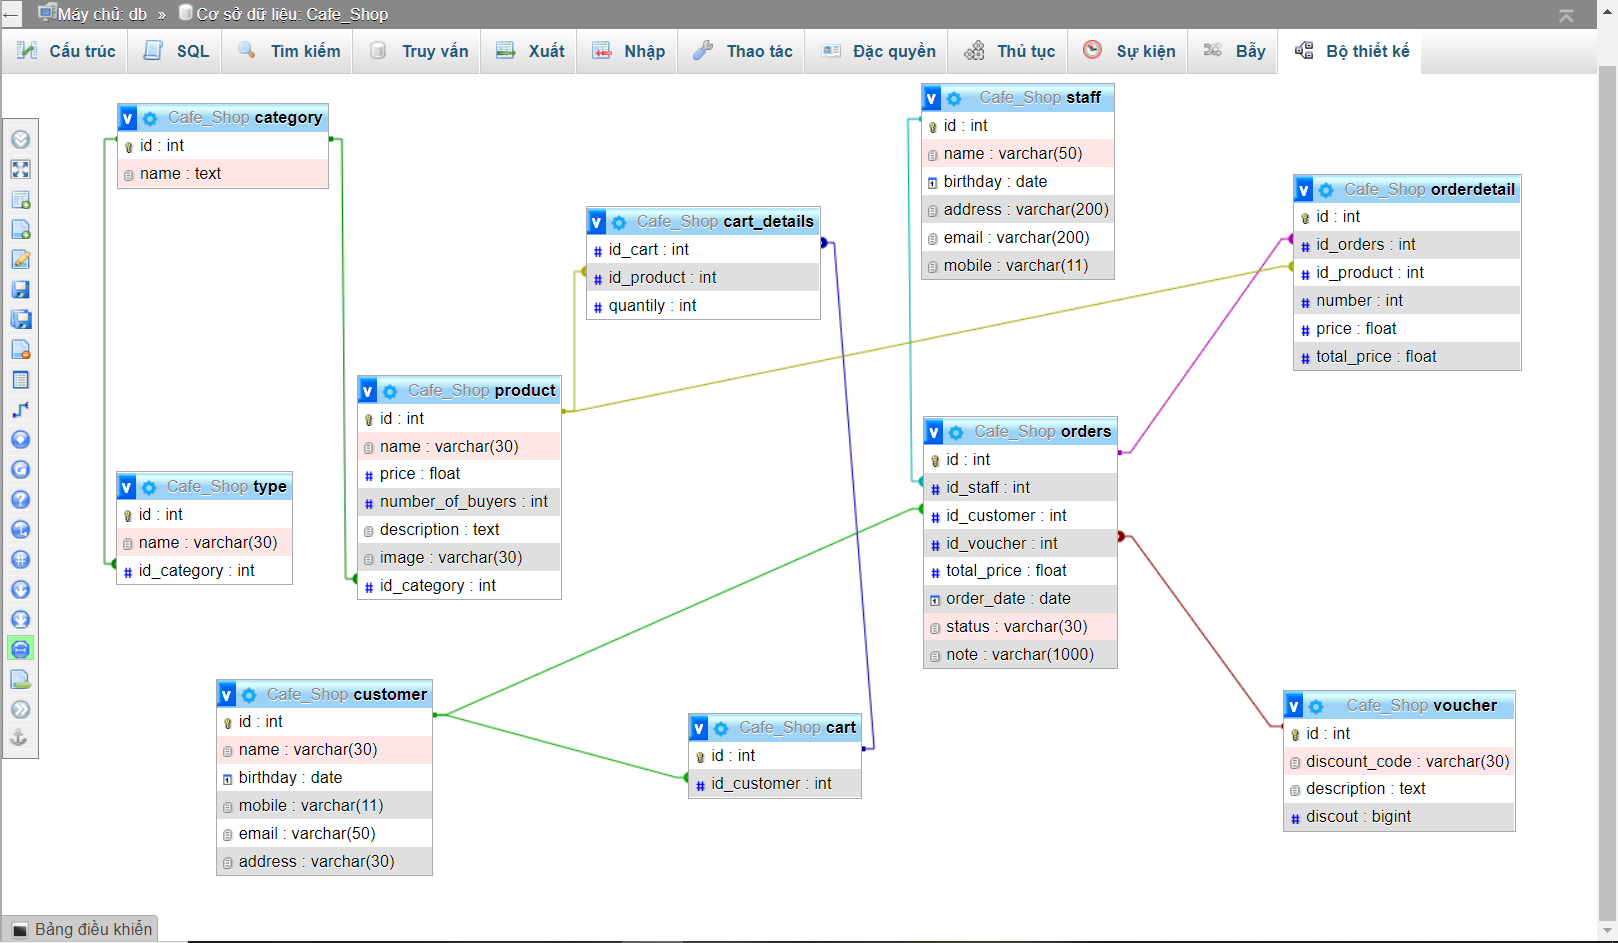 ← Máy chủ: db » Cơ sở dữ liệu: Cafe_Shop
Cấu trúc SQL Tìm kiếm Truy vấn Xuất Nhập Thao tác Đặc quyền Thủ tục Sự kiện Bẫy Bộ thiết kế
v Cafe_Shop category
id : int
name : text
v Cafe_Shop staff
id : int
name : varchar(50)
birthday : date
address : varchar(200)
email : varchar(200)
mobile : varchar(11)
v Cafe_Shop orderdetail
id : int
# id_orders : int
# id_product : int
# number : int
# price : float
# total_price : float
v Cafe_Shop cart_details
# id_cart : int
# id_product : int
# quantily : int
v Cafe_Shop product
id : int
name : varchar(30)
# price : float
# number_of_buyers : int
description : text
image : varchar(30)
# id_category : int
v Cafe_Shop orders
id : int
# id_staff : int
# id_customer : int
# id_voucher : int
# total_price : float
order_date : date
status : varchar(30)
note : varchar(1000)
v Cafe_Shop type
id : int
name : varchar(30)
# id_category : int
v Cafe_Shop customer
id : int
name : varchar(30)
birthday : date
mobile : varchar(11)
email : varchar(50)
address : varchar(30)
v Cafe_Shop cart
id : int
# id_customer : int
v Cafe_Shop voucher
id : int
discount_code : varchar(30)
description : text
# discout : bigint
Bảng điều khiển